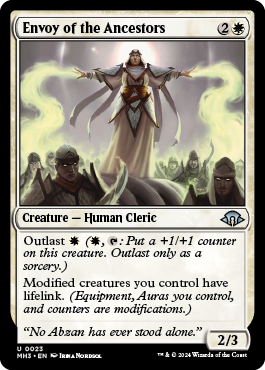 Envoy of the Ancestors 2
Creature — Human Cleric
Outlast (, : Put a +1/+1 counter
on this creature. Outlast only as a
sorcery.)
Modified creatures you control have
lifelink. (Equipment, Auras you control,
and counters are modifications.)
“No Abzan has ever stood alone.”
2/3
U 0023
MH3 • EN Irina Nordsol
™ & © 2024 Wizards of the Coast